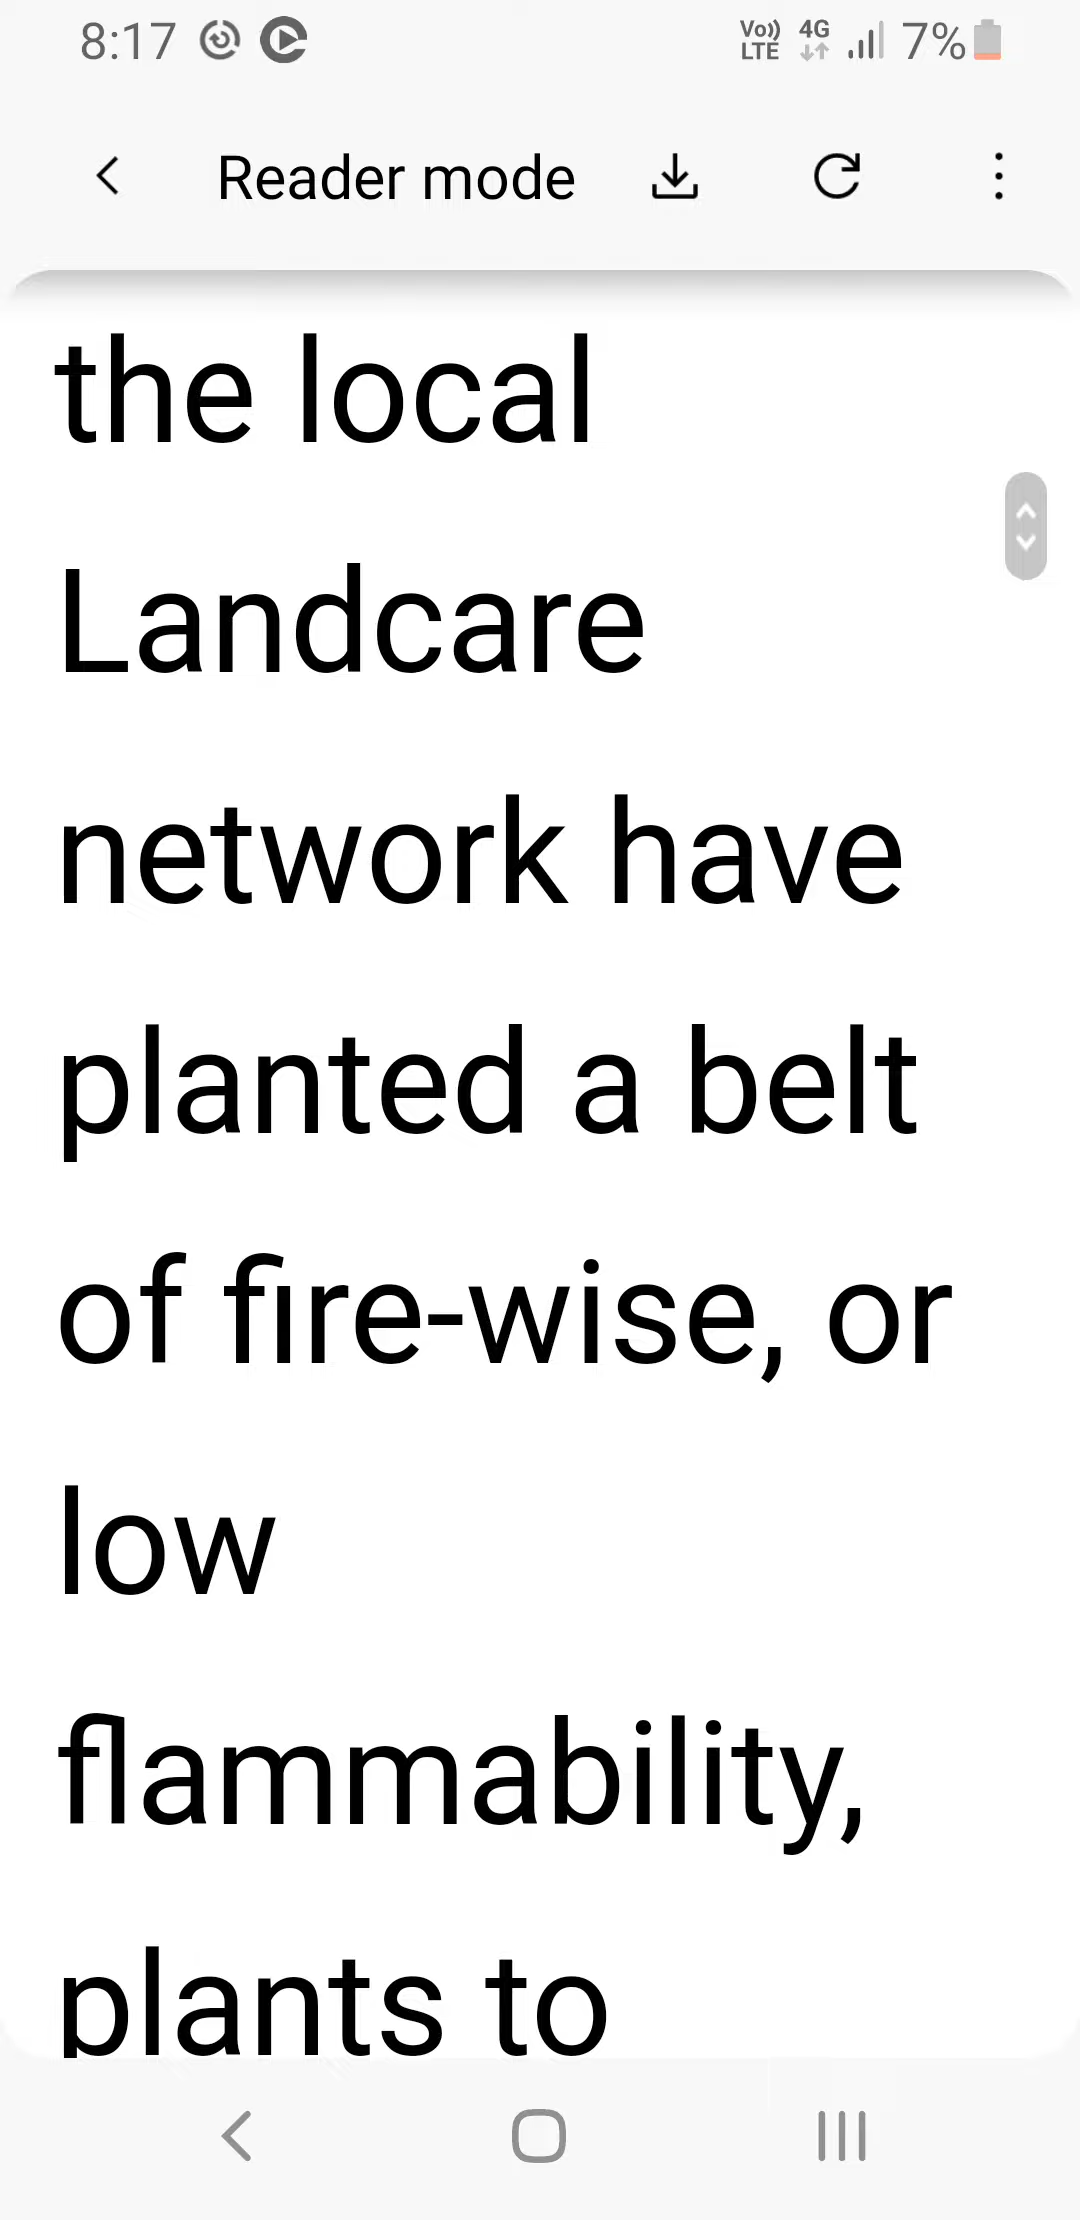 8:17 Vo)) LTE 4G 7%
Reader mode
the local
Landcare
network have
planted a belt
of fire-wise, or
low
flammability,
plants to